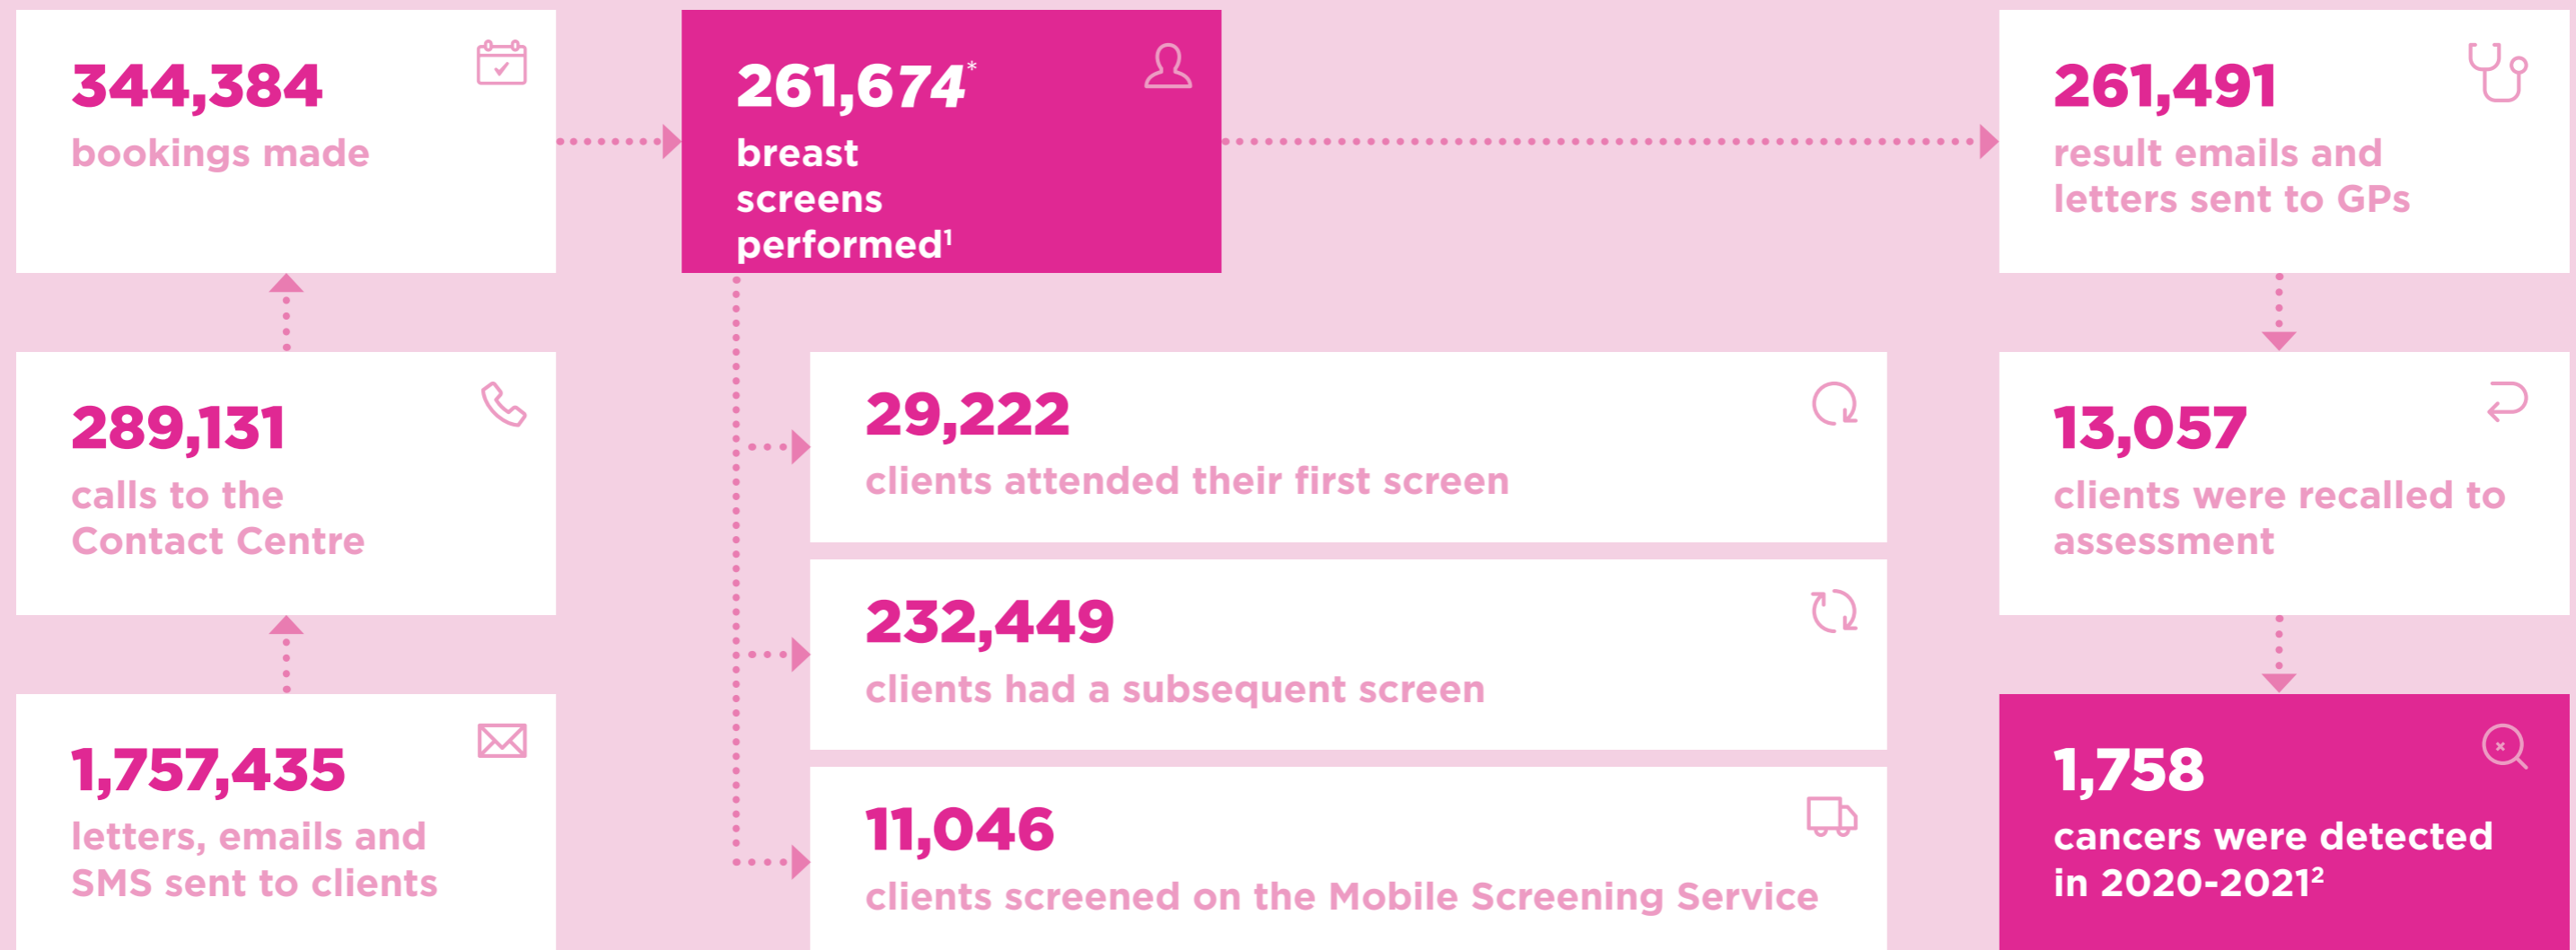 344,384
bookings made
289,131
calls to the
Contact Centre
1,757,435
letters, emails and
SMS sent to clients
261,674*
breast
screens
performed¹
29,222
clients attended their first screen
232,449
clients had a subsequent screen
11,046
clients screened on the Mobile Screening Service
261,491
result emails and
letters sent to GPs
13,057
clients were recalled to
assessment
1,758
cancers were detected
in 2020-2021²